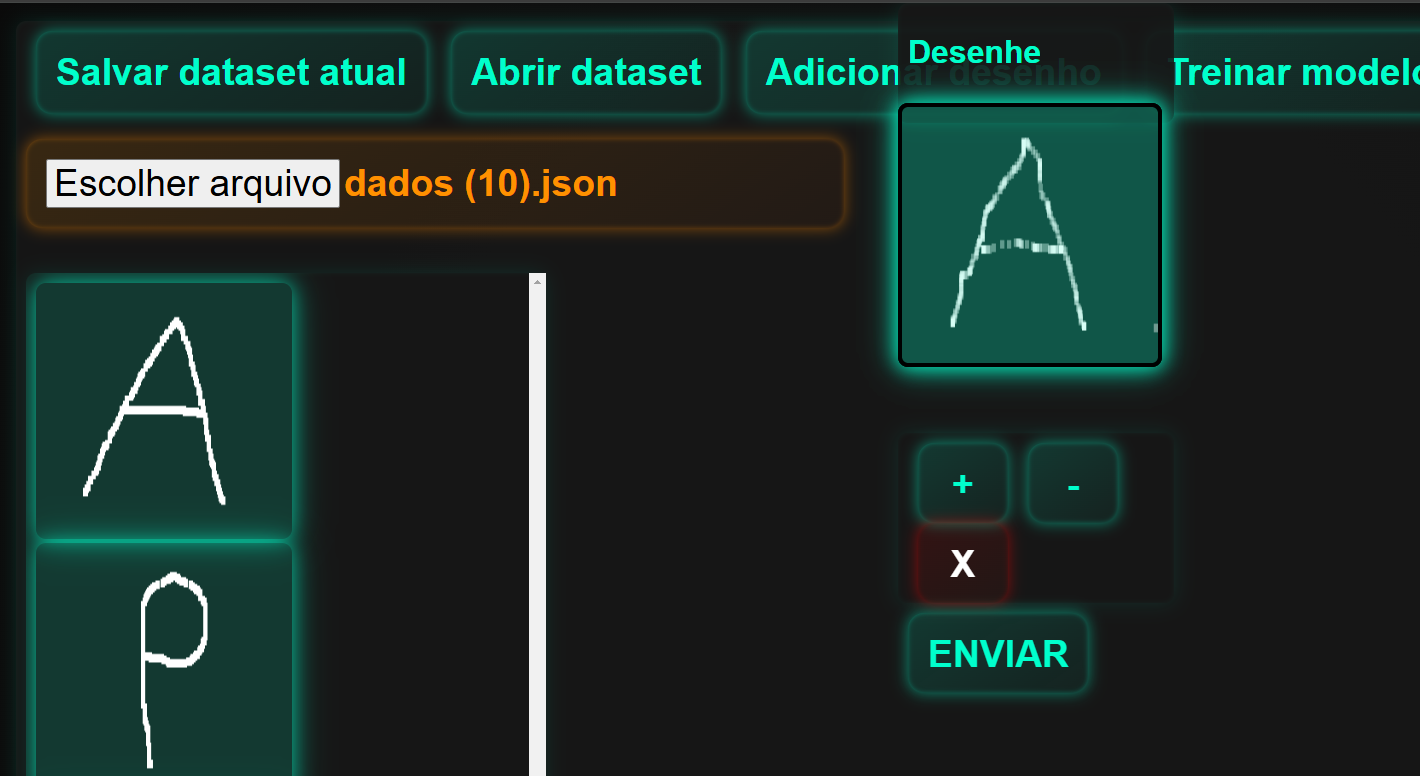 Salvar dataset atual
Abrir dataset
Adicionar desenho
Treinar modelo
Escolher arquivo dados (10).json
A
P
Desenhe
A
+
-
X
ENVIAR